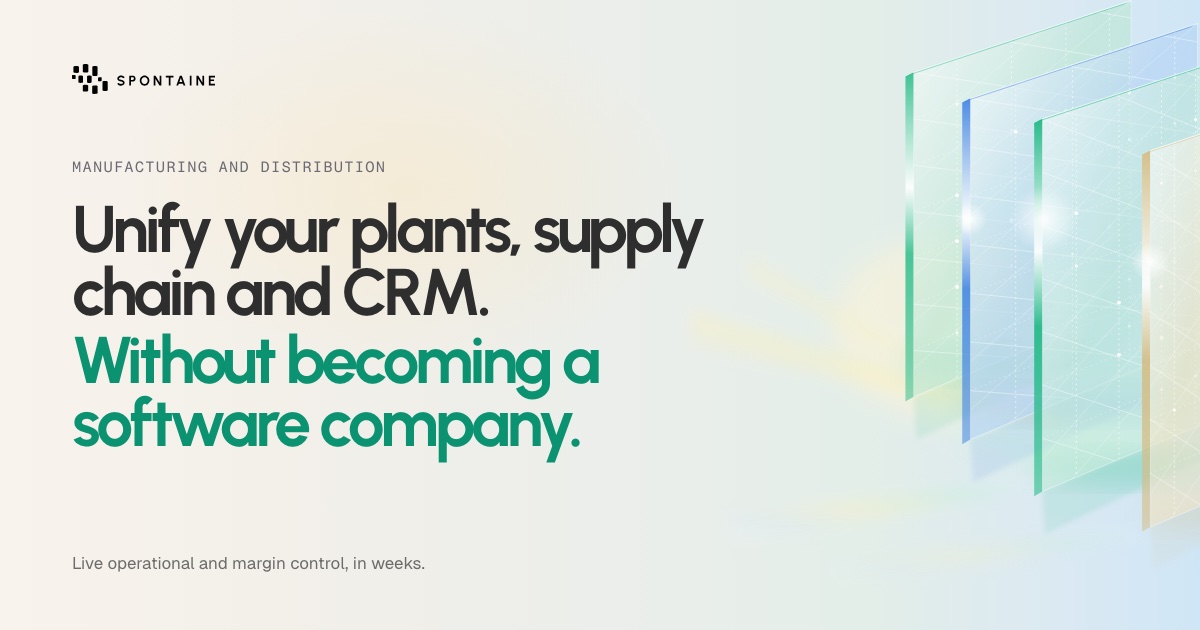 SPONTAINE
MANUFACTURING AND DISTRIBUTION
Unify your plants, supply
chain and CRM.
Without becoming a
software company.
Live operational and margin control, in weeks.